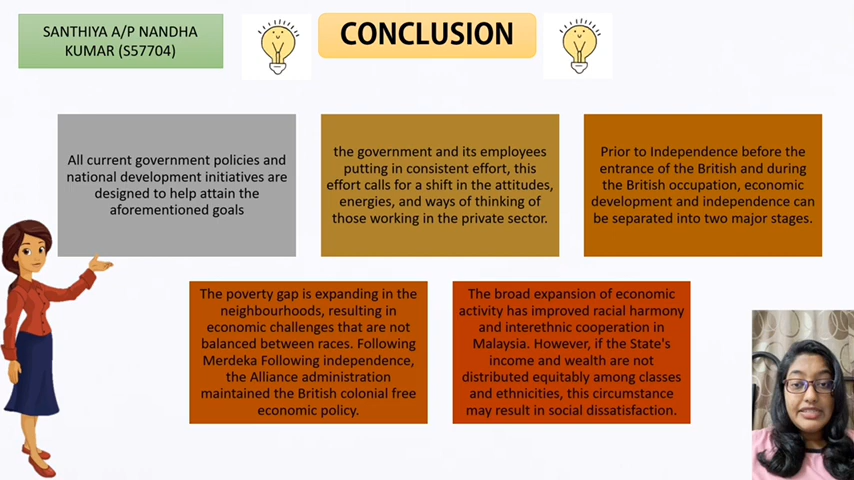 SANTHIYA A/P NANDHA
KUMAR (S57704)
CONCLUSION
All current government policies and
national development initiatives are
designed to help attain the
aforementioned goals
the government and its employees
putting in consistent effort, this
effort calls for a shift in the attitudes,
energies, and ways of thinking of
those working in the private sector.
Prior to Independence before the
entrance of the British and during
the British occupation, economic
development and independence can
be separated into two major stages.
The poverty gap is expanding in the
neighbourhoods, resulting in
economic challenges that are not
balanced between races. Following
Merdeka Following independence,
the Alliance administration
maintained the British colonial free
economic policy.
The broad expansion of economic
activity has improved racial harmony
and interethnic cooperation in
Malaysia. However, if the State's
income and wealth are not
distributed equitably among classes
and ethnicities, this circumstance
may result in social dissatisfaction.